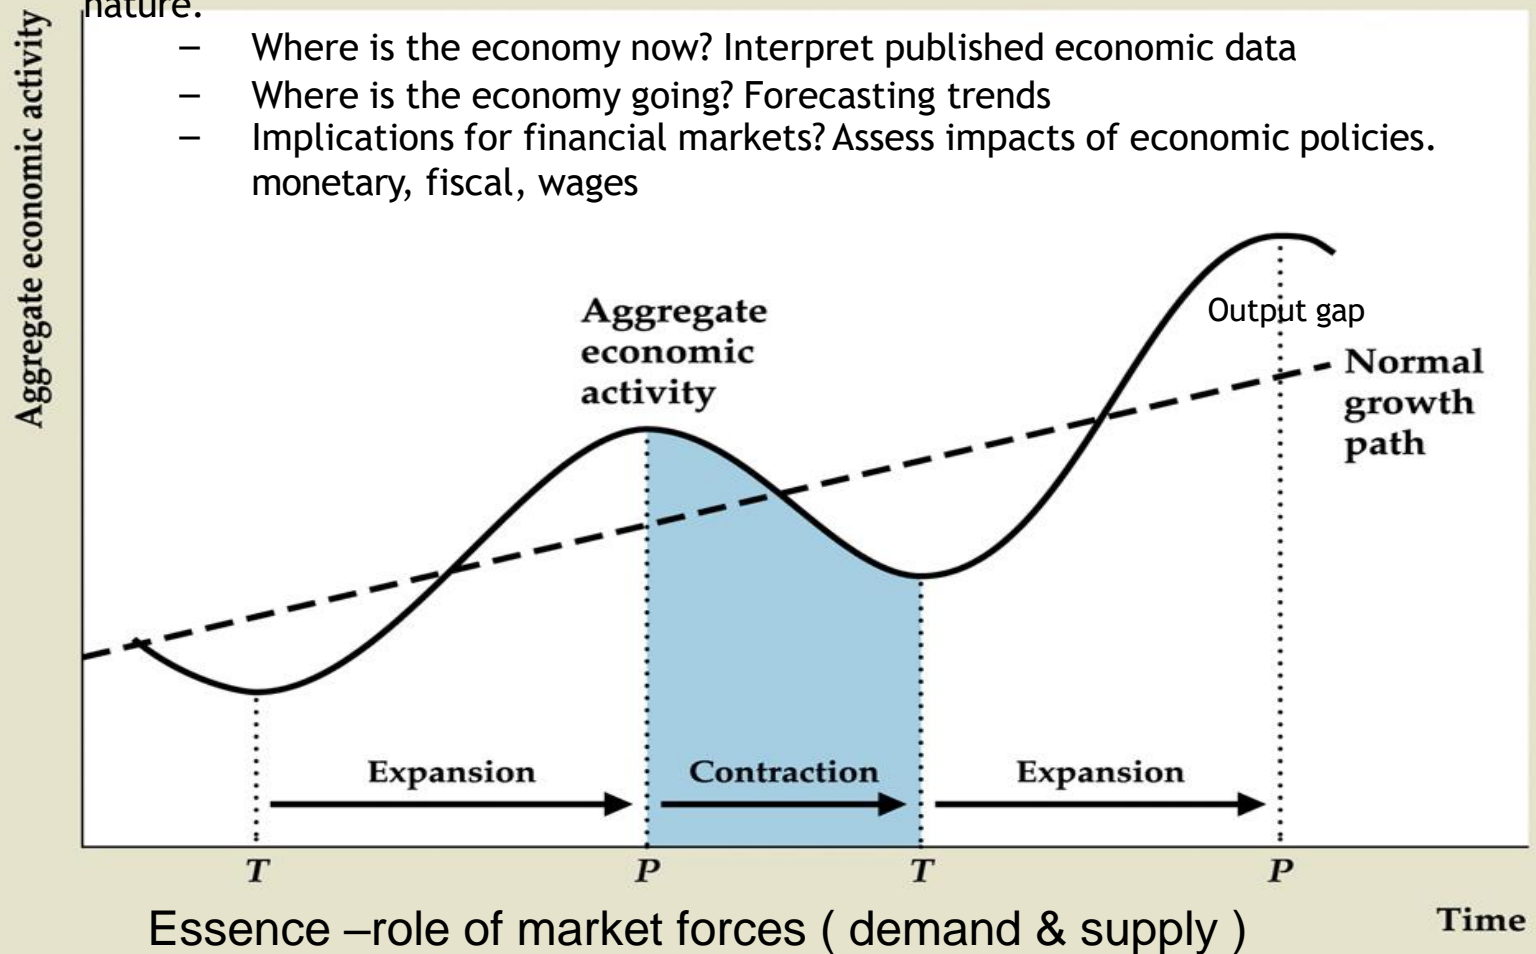 nature.
– Where is the economy now? Interpret published economic data
– Where is the economy going? Forecasting trends
– Implications for financial markets? Assess impacts of economic policies.
monetary, fiscal, wages
Aggregate economic activity
Aggregate
economic
activity
Output gap
Normal
growth
path
Expansion
Contraction
Expansion
T
P
T
P
Time
Essence –role of market forces ( demand & supply )